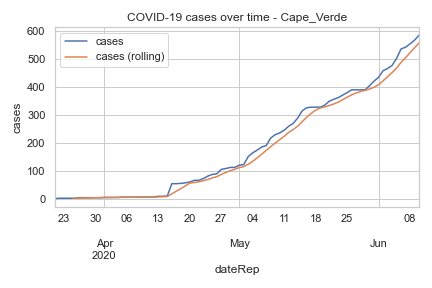 COVID-19 cases over time - Cape_Verde
cases
cases (rolling)
cases
600
500
400
300
200
100
0
23 30 06 13 20 27 04 11 18 25 08
Apr May Jun
2020
dateRep